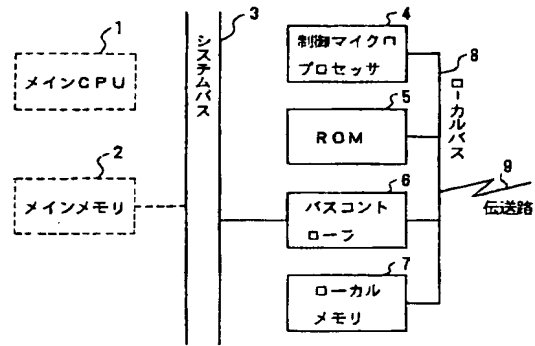 1
メインCPU
2
メインメモリ
システムバス
3
4
制御マイクロ
プロセッサ
5
ROM
6
バスコント
ローラ
7
ローカル
メモリ
8
ローカルバス
9
伝送路